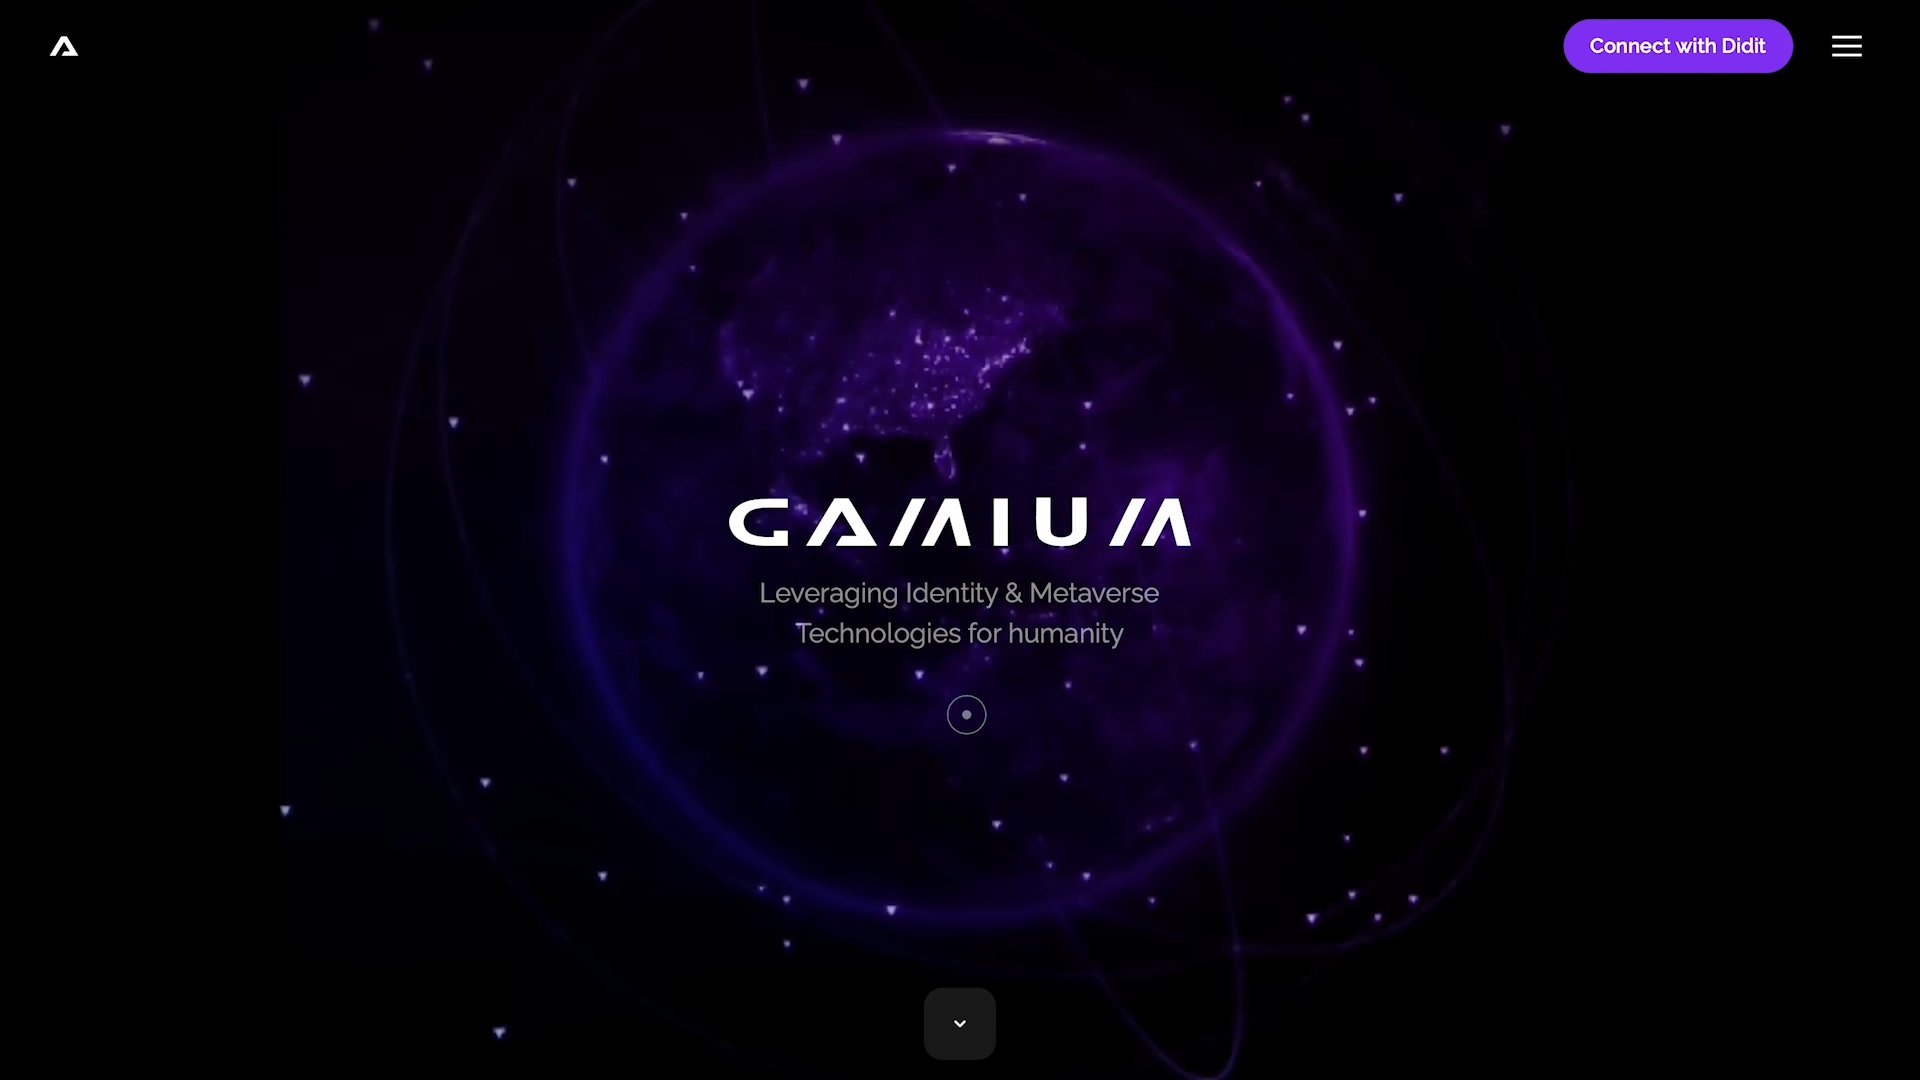 Connect with Didit
GAMIUM
Leveraging Identity & Metaverse
Technologies for humanity